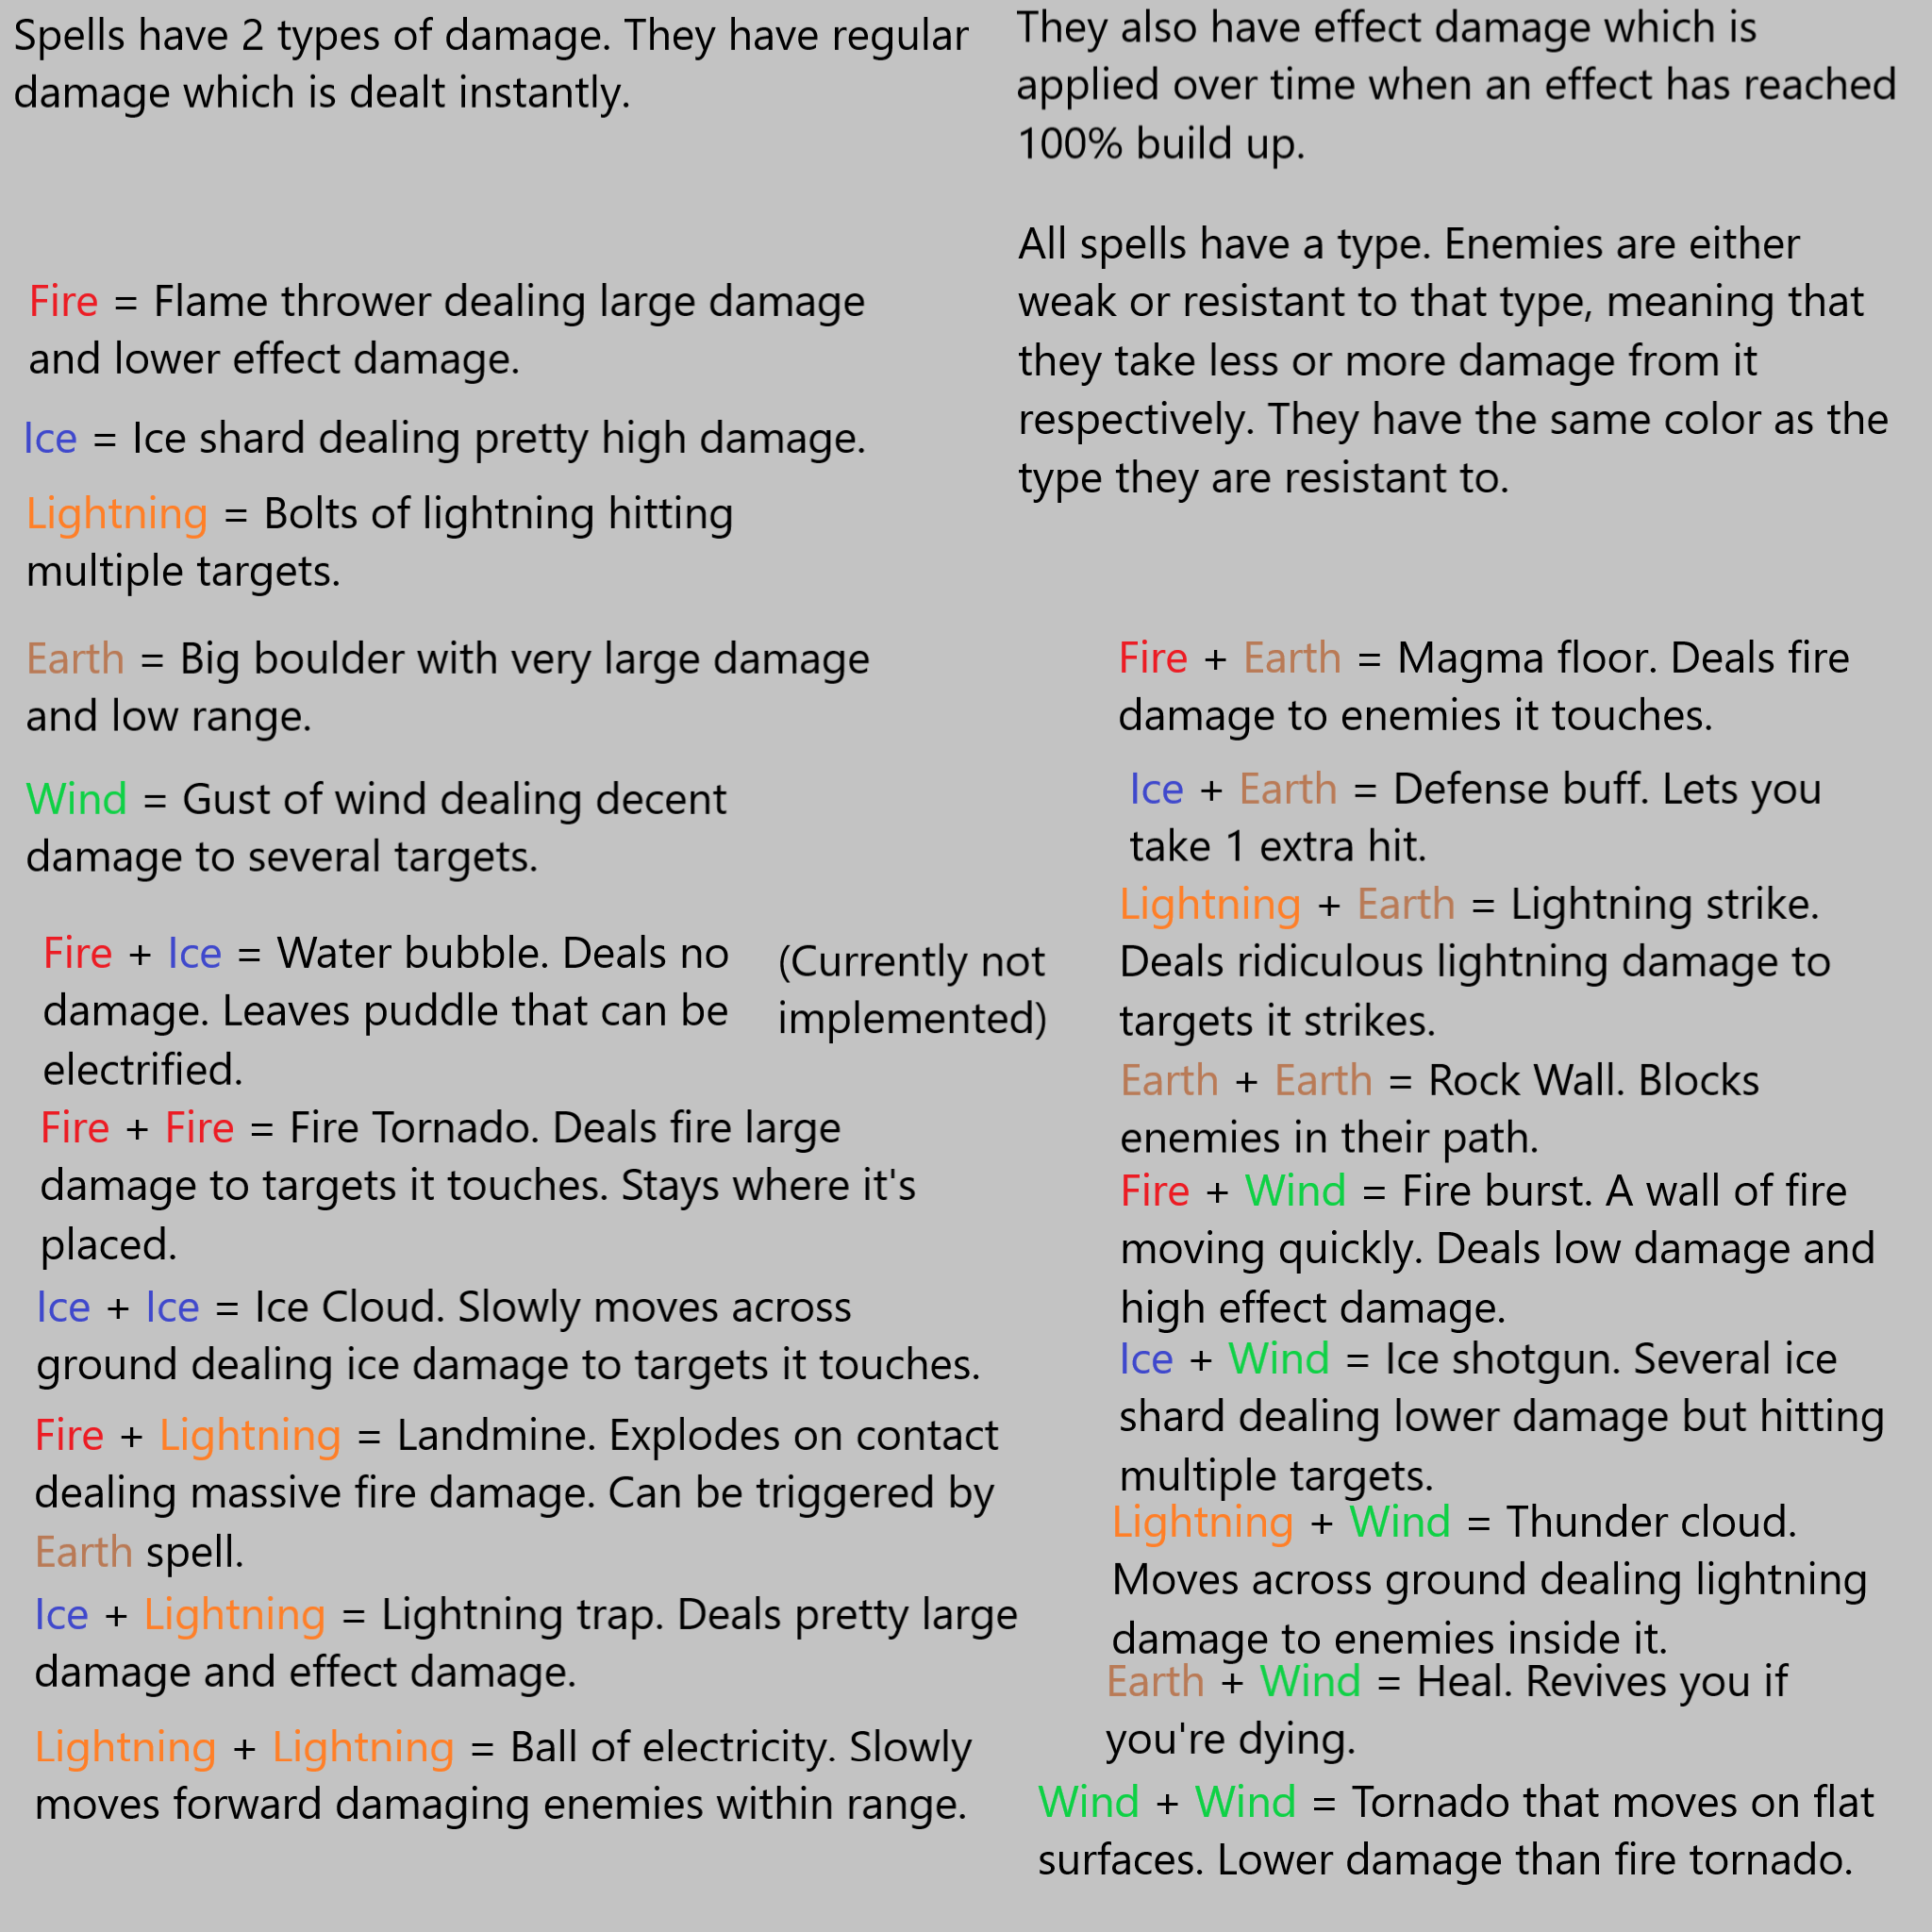 Spells have 2 types of damage. They have regular
damage which is dealt instantly.
They also have effect damage which is
applied over time when an effect has reached
100% build up.
All spells have a type. Enemies are either
weak or resistant to that type, meaning that
they take less or more damage from it
respectively. They have the same color as the
type they are resistant to.
Fire = Flame thrower dealing large damage
and lower effect damage.
Ice = Ice shard dealing pretty high damage.
Lightning = Bolts of lightning hitting
multiple targets.
Earth = Big boulder with very large damage
and low range.
Wind = Gust of wind dealing decent
damage to several targets.
Fire + Ice = Water bubble. Deals no
damage. Leaves puddle that can be
electrified.
(Currently not
implemented)
Fire + Fire = Fire Tornado. Deals fire large
damage to targets it touches. Stays where it's
placed.
Ice + Ice = Ice Cloud. Slowly moves across
ground dealing ice damage to targets it touches.
Fire + Lightning = Landmine. Explodes on contact
dealing massive fire damage. Can be triggered by
Earth spell.
Ice + Lightning = Lightning trap. Deals pretty large
damage and effect damage.
Lightning + Lightning = Ball of electricity. Slowly
moves forward damaging enemies within range.
Fire + Earth = Magma floor. Deals fire
damage to enemies it touches.
Ice + Earth = Defense buff. Lets you
take 1 extra hit.
Lightning + Earth = Lightning strike.
Deals ridiculous lightning damage to
targets it strikes.
Earth + Earth = Rock Wall. Blocks
enemies in their path.
Fire + Wind = Fire burst. A wall of fire
moving quickly. Deals low damage and
high effect damage.
Ice + Wind = Ice shotgun. Several ice
shard dealing lower damage but hitting
multiple targets.
Lightning + Wind = Thunder cloud.
Moves across ground dealing lightning
damage to enemies inside it.
Earth + Wind = Heal. Revives you if
you're dying.
Wind + Wind = Tornado that moves on flat
surfaces. Lower damage than fire tornado.